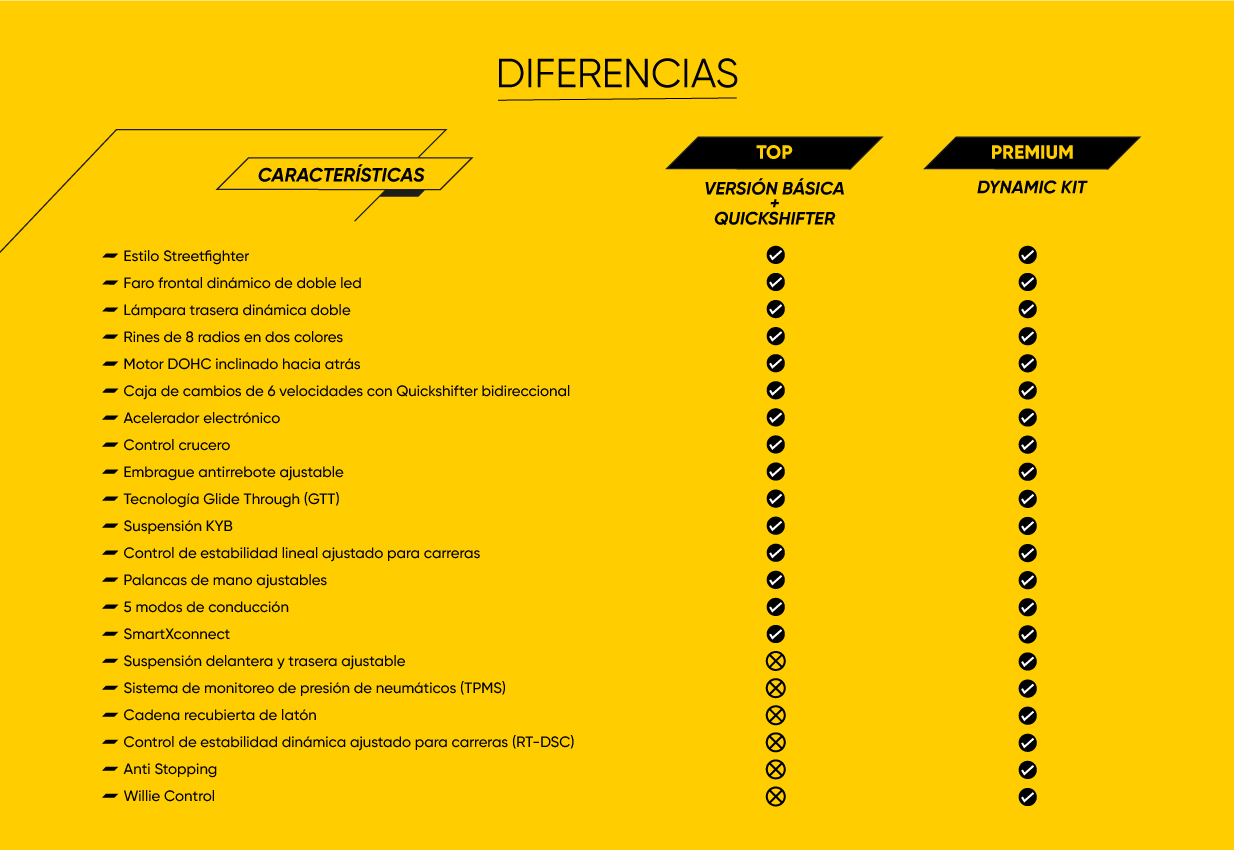 DIFERENCIAS
CARACTERÍSTICAS
TOP
PREMIUM
VERSIÓN BÁSICA
+
QUICKSHIFTER
DYNAMIC KIT
Estilo Streetfighter
Faro frontal dinámico de doble led
Lámpara trasera dinámica doble
Rines de 8 radios en dos colores
Motor DOHC inclinado hacia atrás
Caja de cambios de 6 velocidades con Quickshifter bidireccional
Acelerador electrónico
Control crucero
Embrague antirrebote ajustable
Tecnología Glide Through (GTT)
Suspensión KYB
Control de estabilidad lineal ajustado para carreras
Palancas de mano ajustables
5 modos de conducción
SmartXconnect
Suspensión delantera y trasera ajustable
Sistema de monitoreo de presión de neumáticos (TPMS)
Cadena recubierta de latón
Control de estabilidad dinámica ajustado para carreras (RT-DSC)
Anti Stopping
Willie Control